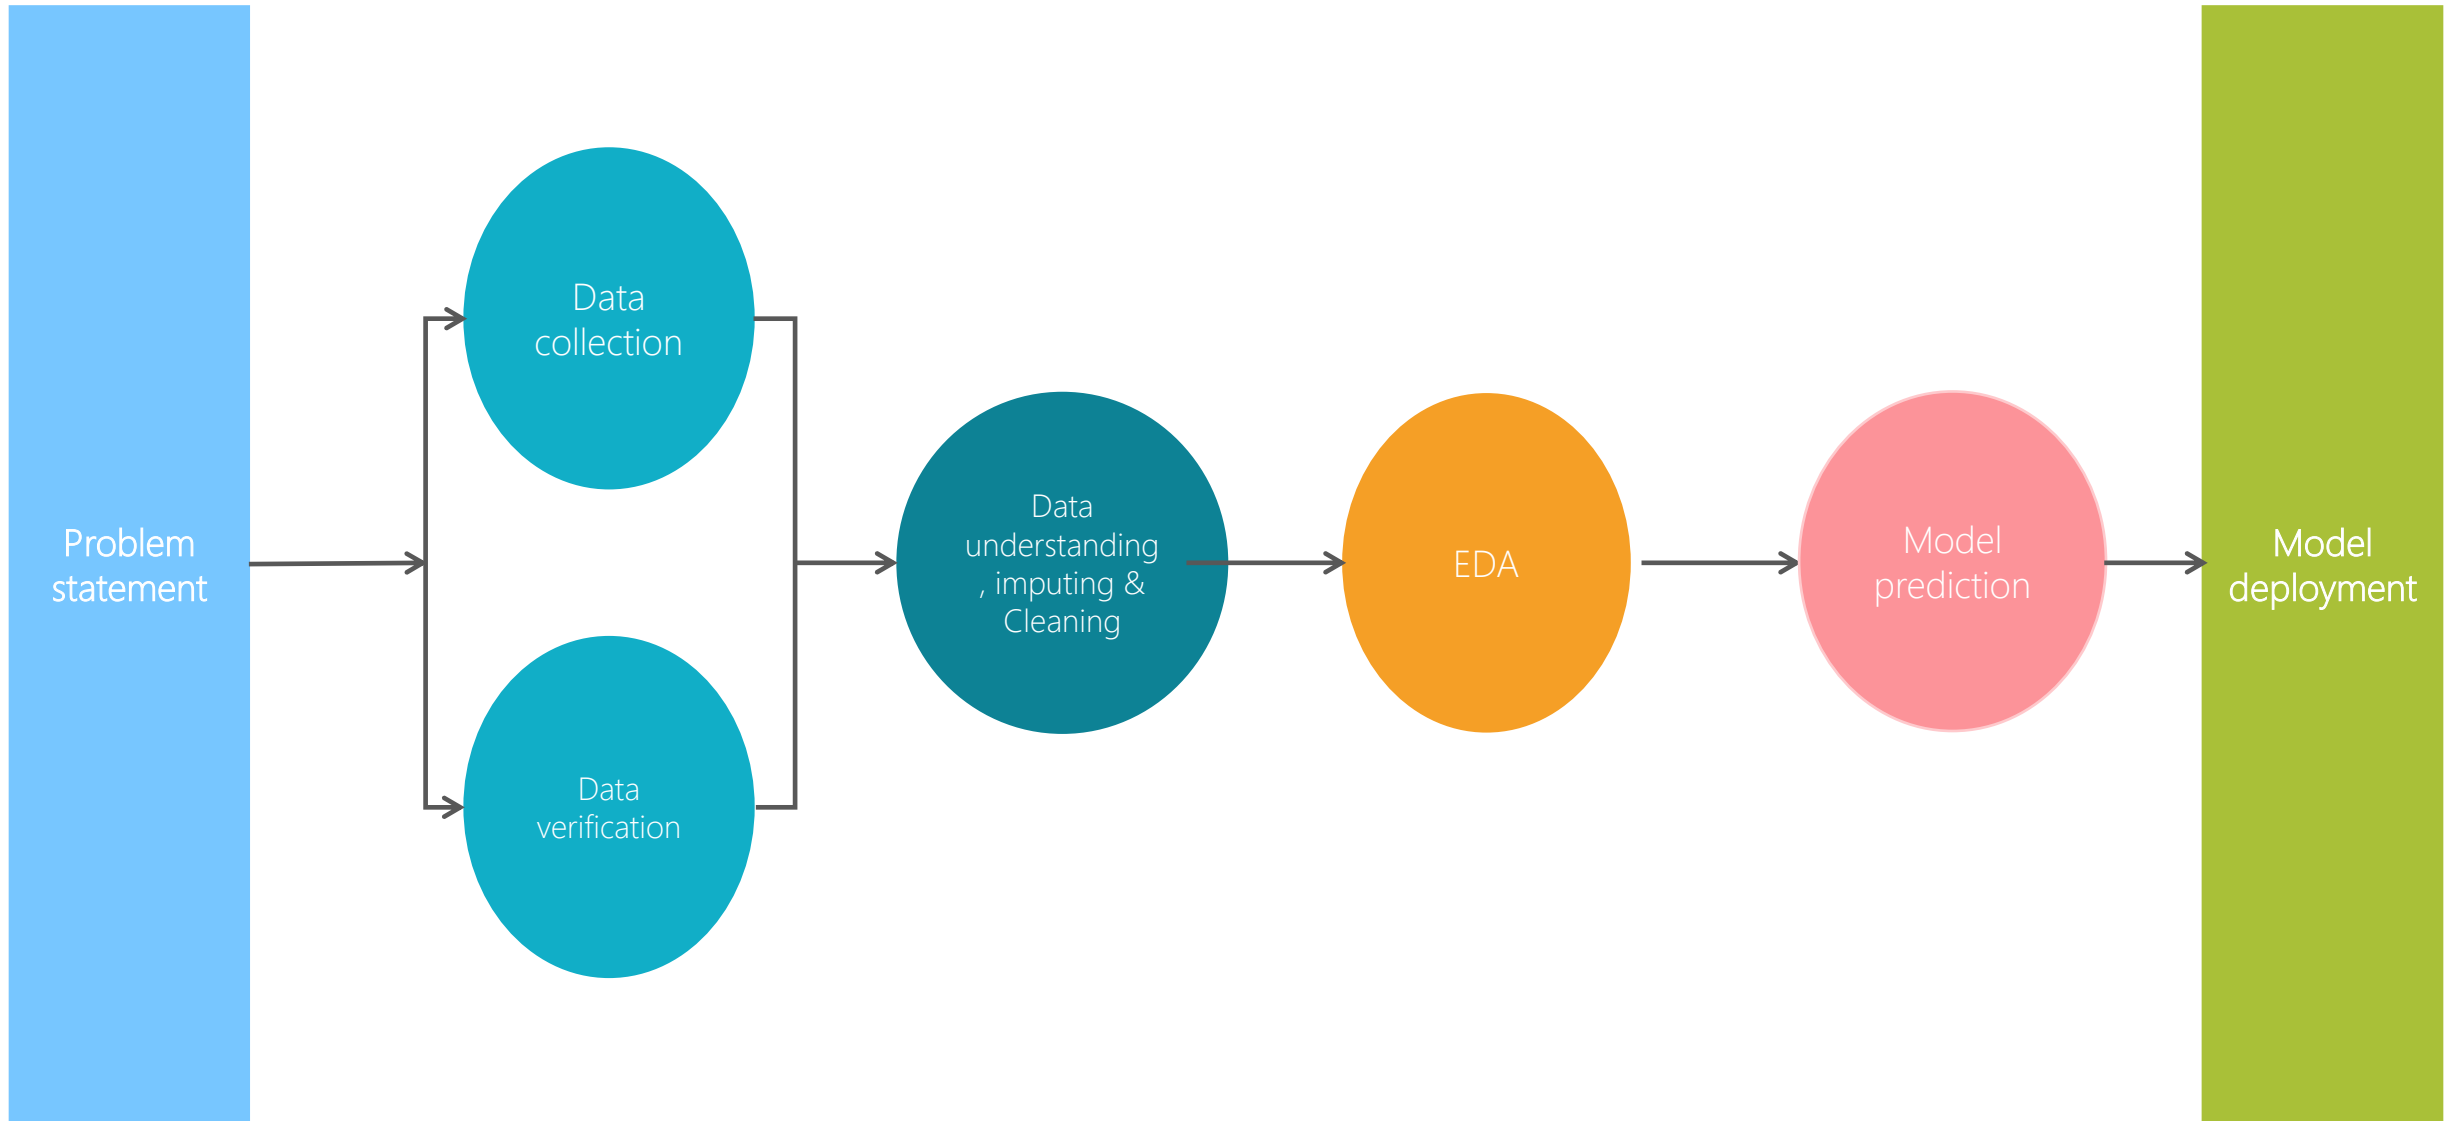 Problem
statement
Data
collection
Data
verification
Data
understanding
, imputing &
Cleaning
EDA
Model
prediction
Model
deployment